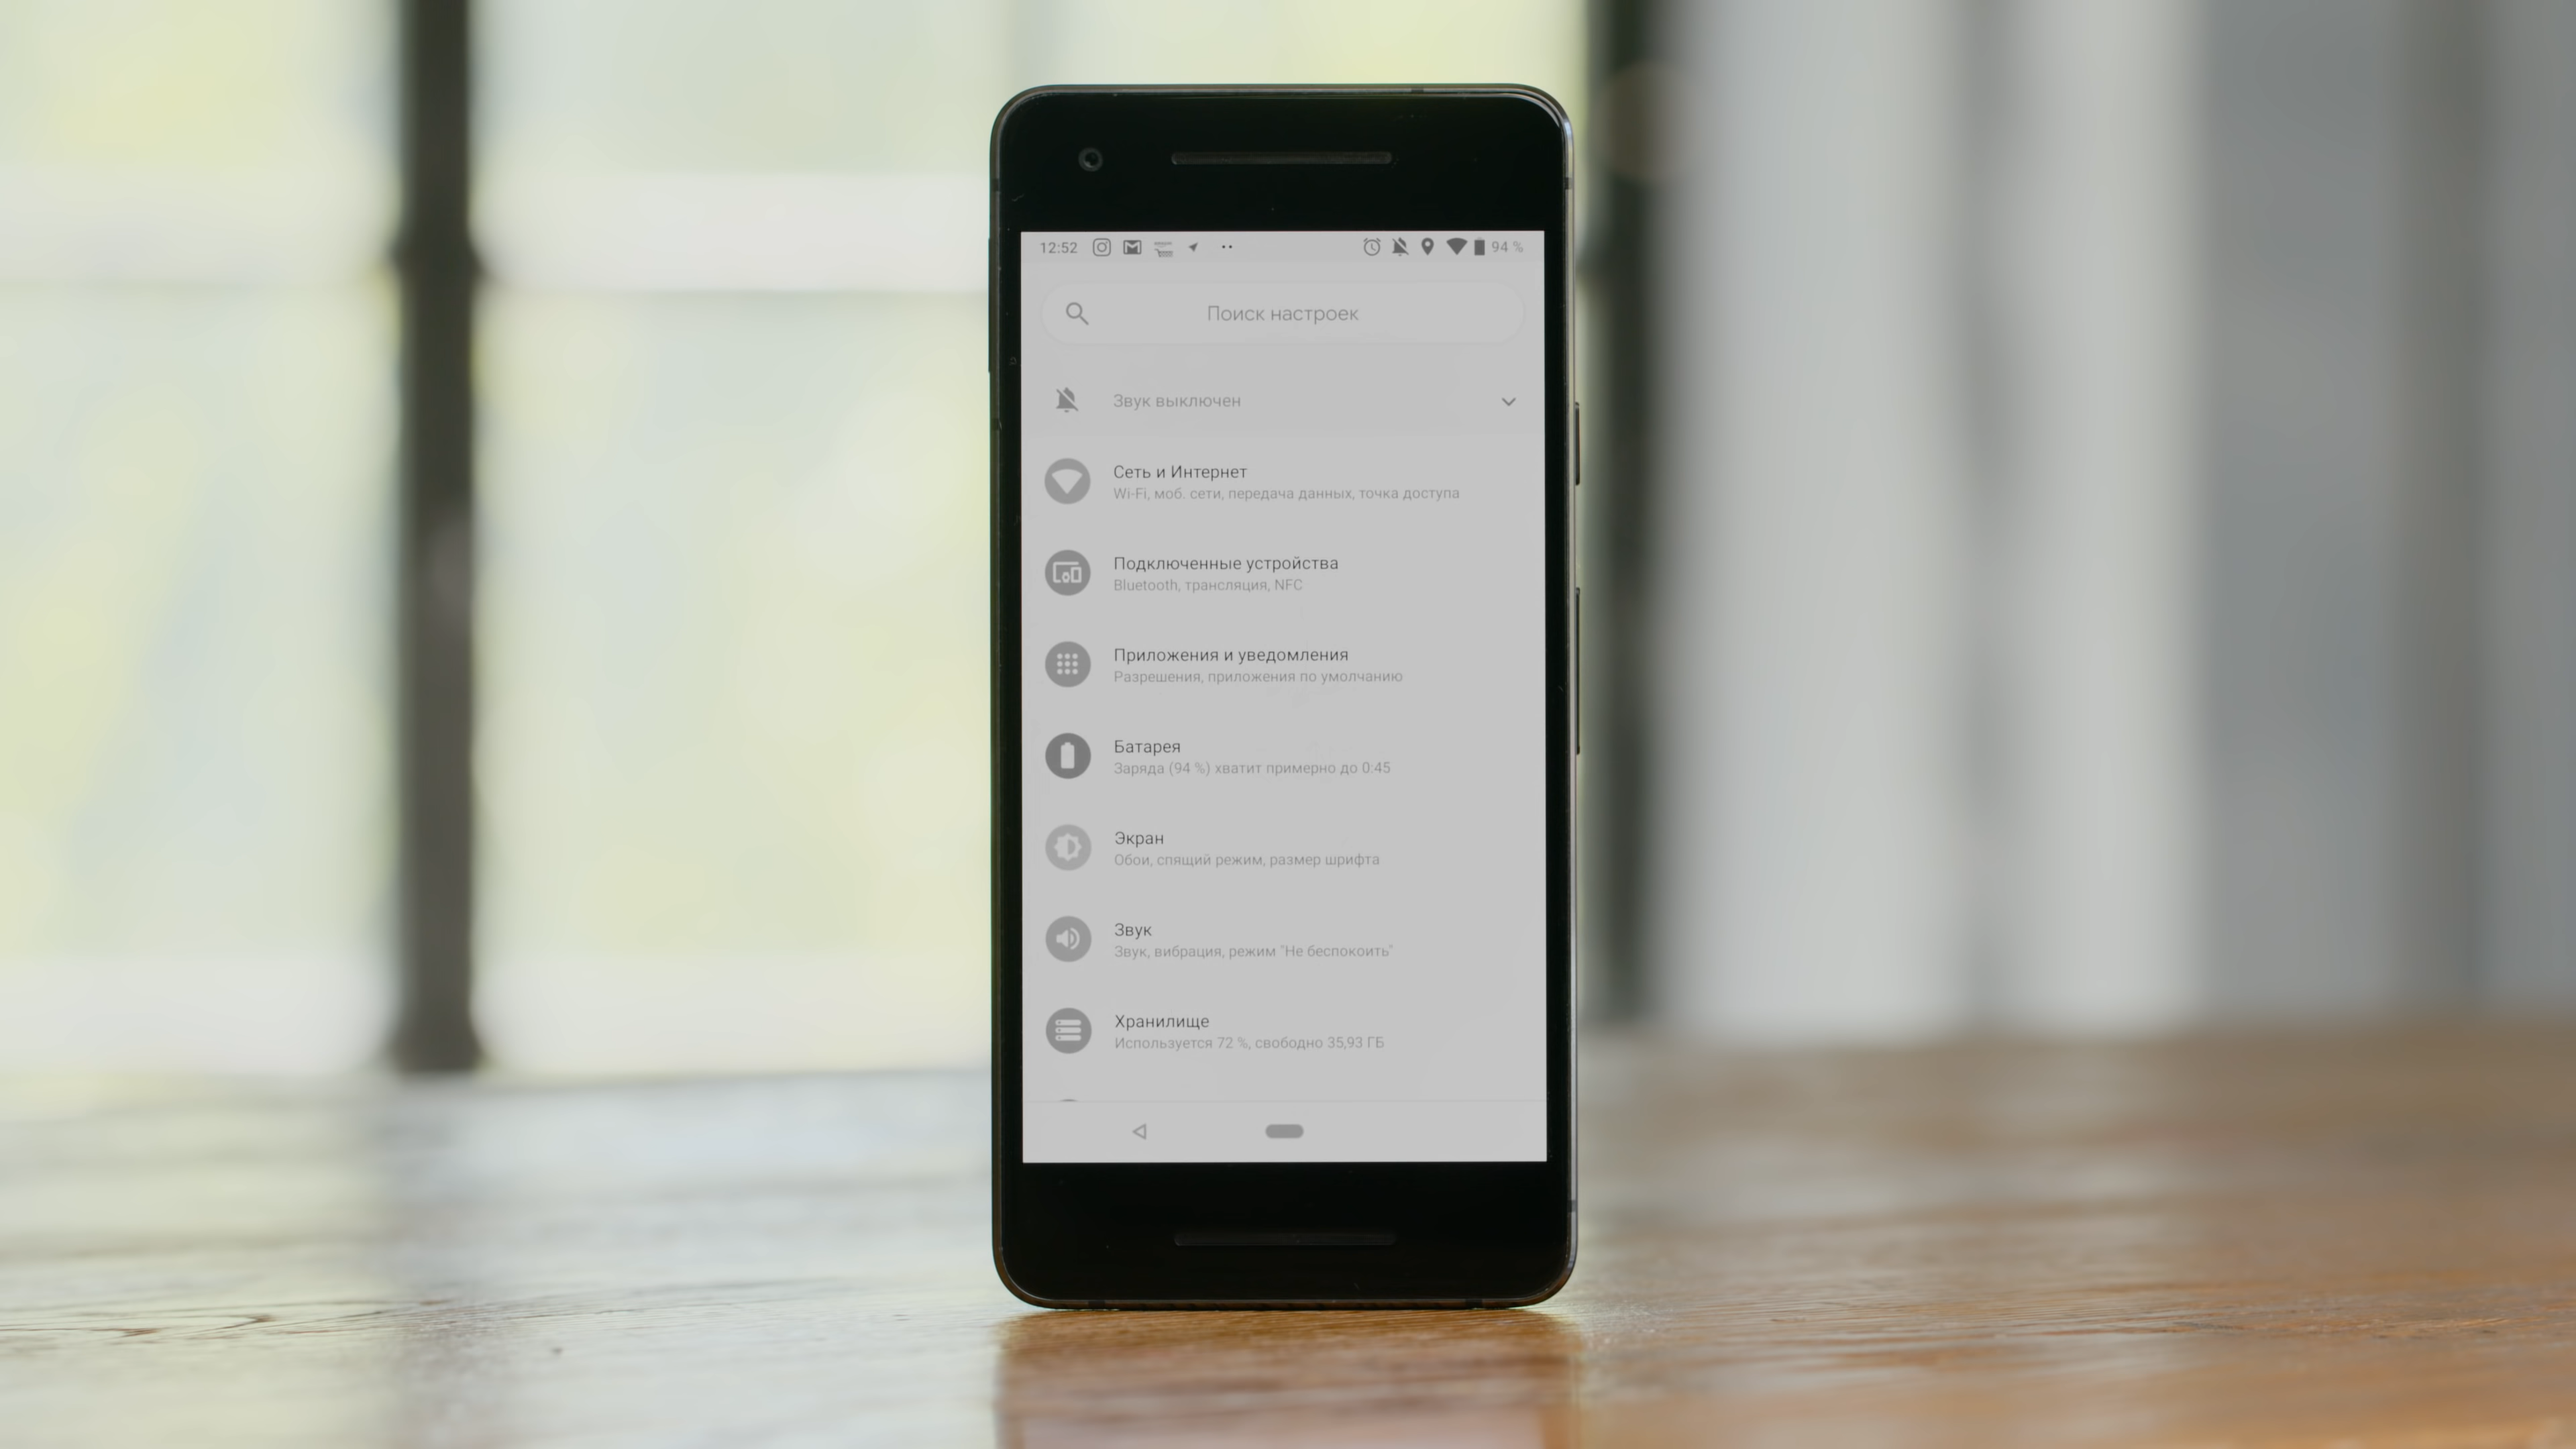 12:52 94 %
Поиск настроек
Звук выключен
Сеть и Интернет
Wi-Fi, моб. сети, передача данных, точка доступа
Подключенные устройства
Bluetooth, трансляция, NFC
Приложения и уведомления
Разрешения, приложения по умолчанию
Батарея
Заряда (94 %) хватит примерно до 0:45
Экран
Обои, спящий режим, размер шрифта
Звук
Звук, вибрация, режим "Не беспокоить"
Хранилище
Используется 72 %, свободно 35,93 ГБ